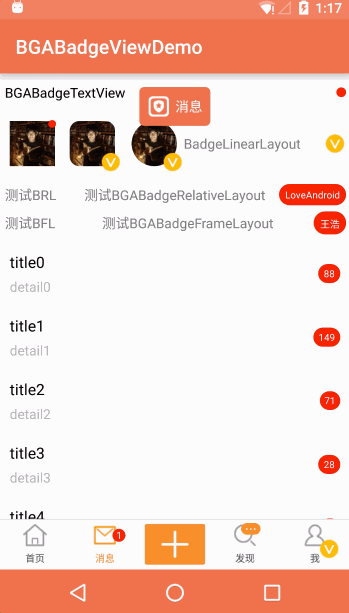 1:17
BGABadgeViewDemo
BGABadgeTextView
消息
BadgeLinearLayout
测试BRL 测试BGABadgeRelativeLayout LoveAndroid
测试BFL 测试BGABadgeFrameLayout 王浩
title0
detail0
88
title1
detail1
149
title2
detail2
71
title3
detail3
28
title4
1
首页 消息 发现 我